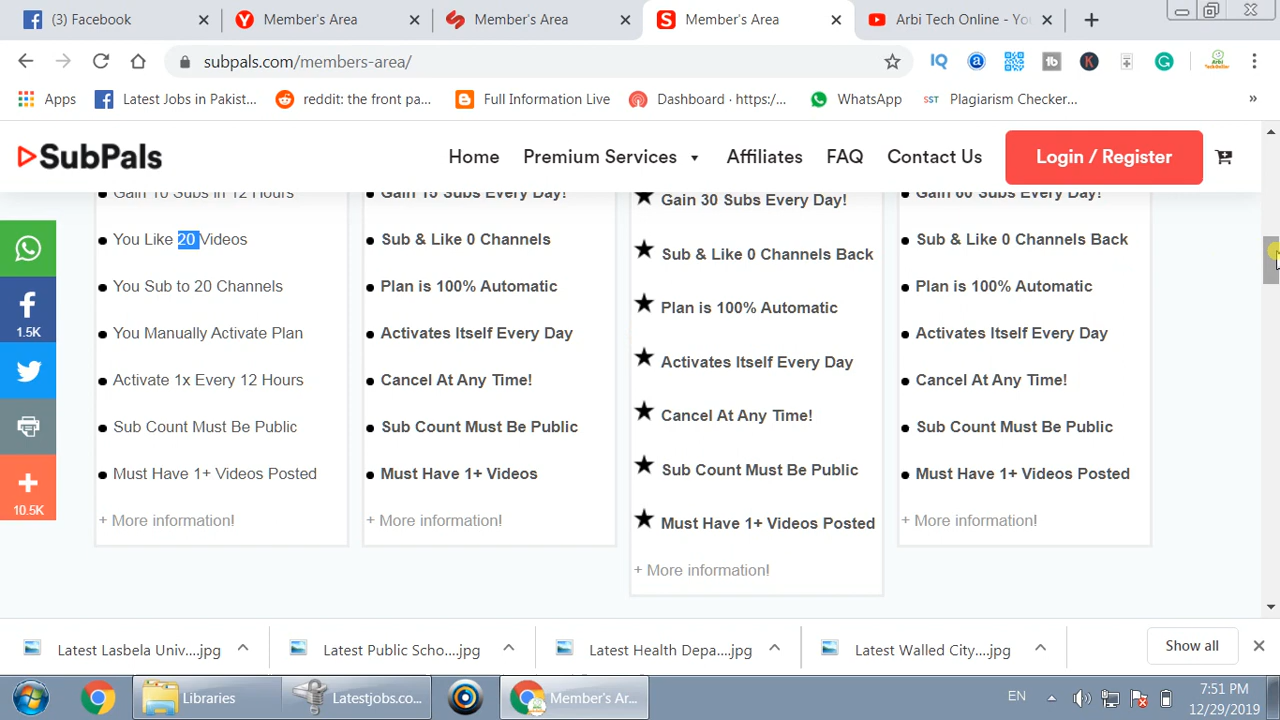 (3) Facebook
Member's Area
Member's Area
Member's Area
Arbi Tech Online - Yo
subpals.com/members-area/
Apps
Latest Jobs in Pakist...
reddit: the front pa...
Full Information Live
Dashboard · https:/...
WhatsApp
Plagiarism Checker...
SubPals
Home
Premium Services
Affiliates
FAQ
Contact Us
Login / Register
Gain 10 Subs in 12 Hours
You Like 20 Videos
You Sub to 20 Channels
You Manually Activate Plan
Activate 1x Every 12 Hours
Sub Count Must Be Public
Must Have 1+ Videos Posted
+ More information!
Gain 15 Subs Every Day!
Sub & Like 0 Channels
Plan is 100% Automatic
Activates Itself Every Day
Cancel At Any Time!
Sub Count Must Be Public
Must Have 1+ Videos
+ More information!
Gain 30 Subs Every Day!
Sub & Like 0 Channels Back
Plan is 100% Automatic
Activates Itself Every Day
Cancel At Any Time!
Sub Count Must Be Public
Must Have 1+ Videos Posted
+ More information!
Gain 60 Subs Every Day!
Sub & Like 0 Channels Back
Plan is 100% Automatic
Activates Itself Every Day
Cancel At Any Time!
Sub Count Must Be Public
Must Have 1+ Videos Posted
+ More information!
1.5K
10.5K
Latest Lasbela Univ....jpg
Latest Public Scho....jpg
Latest Health Depa....jpg
Latest Walled City....jpg
Show all
Libraries
Latestjobs.co...
Member's Ar...
EN
7:51 PM
12/29/2019